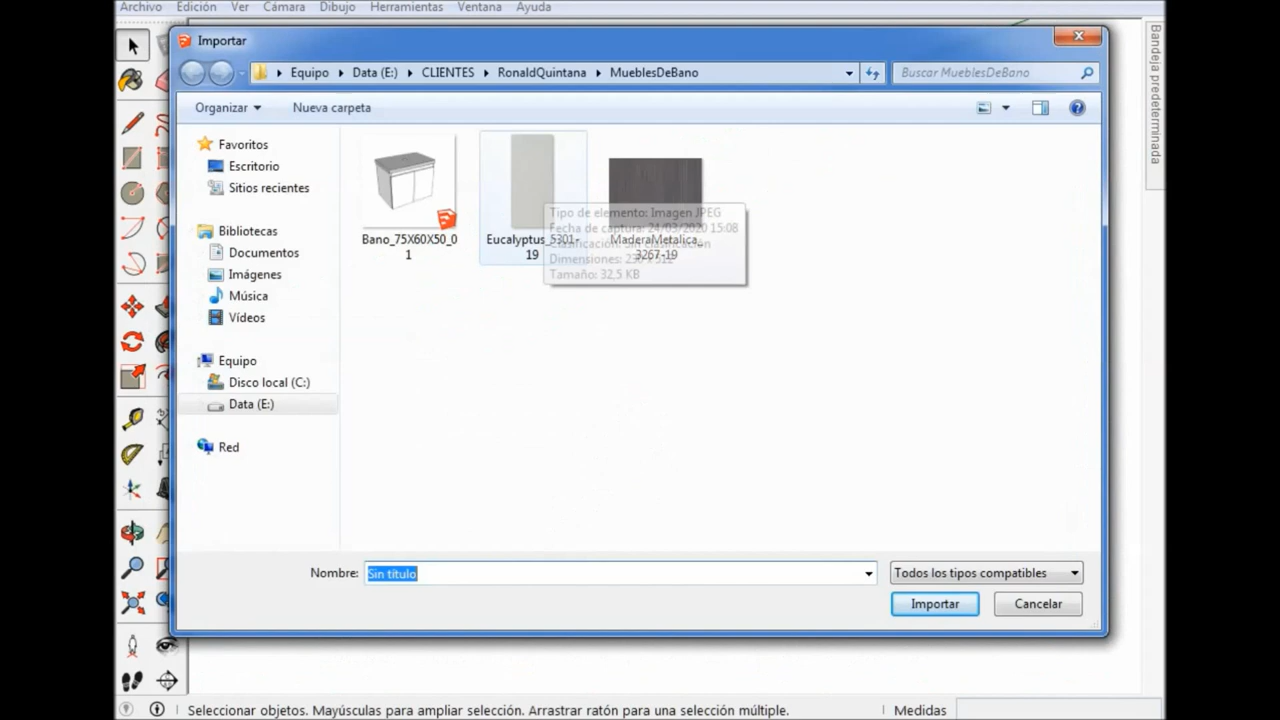 Archivo Edición Ver Cámara Dibujo Herramientas Ventana Ayuda
Importar
Equipo Data (E:) CLIENTES RonaldQuintana MueblesDeBano
Buscar MueblesDeBano
Organizar Nueva carpeta
Bandeja predeterminada
Favoritos
Escritorio
Sitios recientes
Bibliotecas
Documentos
Imágenes
Música
Vídeos
Equipo
Disco local (C:)
Data (E:)
Red
Bano_75X60X50_0
1
Eucalyptus_5301-
19
MaderaMetalica_
3267-19
Tipo de elemento: Imagen JPEG
Fecha de captura: 24/03/2020 15:08
Clasificación: Sin clasificación
Dimensiones:
Tamaño: 32,5 KB
Nombre: Sin título
Todos los tipos compatibles
Importar Cancelar
Seleccionar objetos. Mayúsculas para ampliar selección. Arrastrar ratón para una selección múltiple.
Medidas